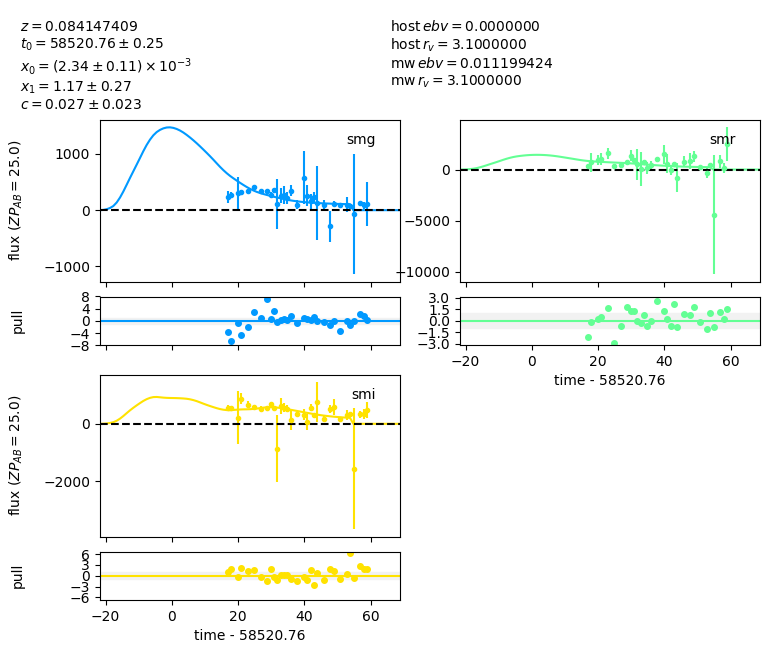 z = 0.084147409
t₀ = 58520.76 ± 0.25
x₀ = (2.34 ± 0.11) × 10⁻³
x₁ = 1.17 ± 0.27
c = 0.027 ± 0.023
host ebv = 0.0000000
host r_v = 3.1000000
mw ebv = 0.011199424
mw r_v = 3.1000000
smg
flux (ZP_AB = 25.0)
1000
0
−1000
smr
0
−5000
−10000
pull
8
4
0
−4
−8
3.0
1.5
0.0
−1.5
−3.0
−20
0
20
40
60
time - 58520.76
smi
flux (ZP_AB = 25.0)
0
−2000
pull
6
3
0
−3
−6
−20
0
20
40
60
time - 58520.76